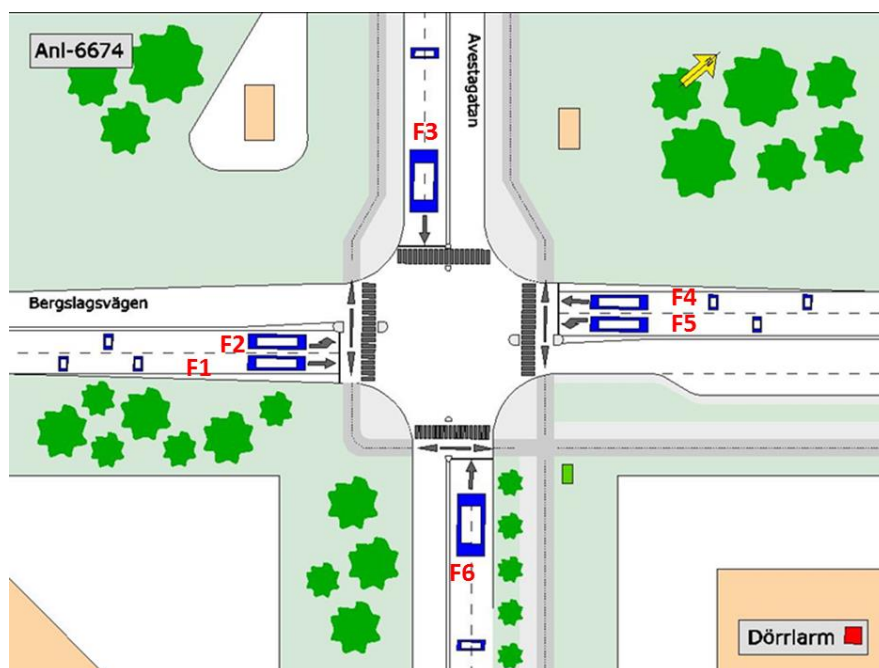 Anl-6674
Avestagatan
F3
Bergslagsvägen
F4
F2
F5
F1
F6
Dörrlarm